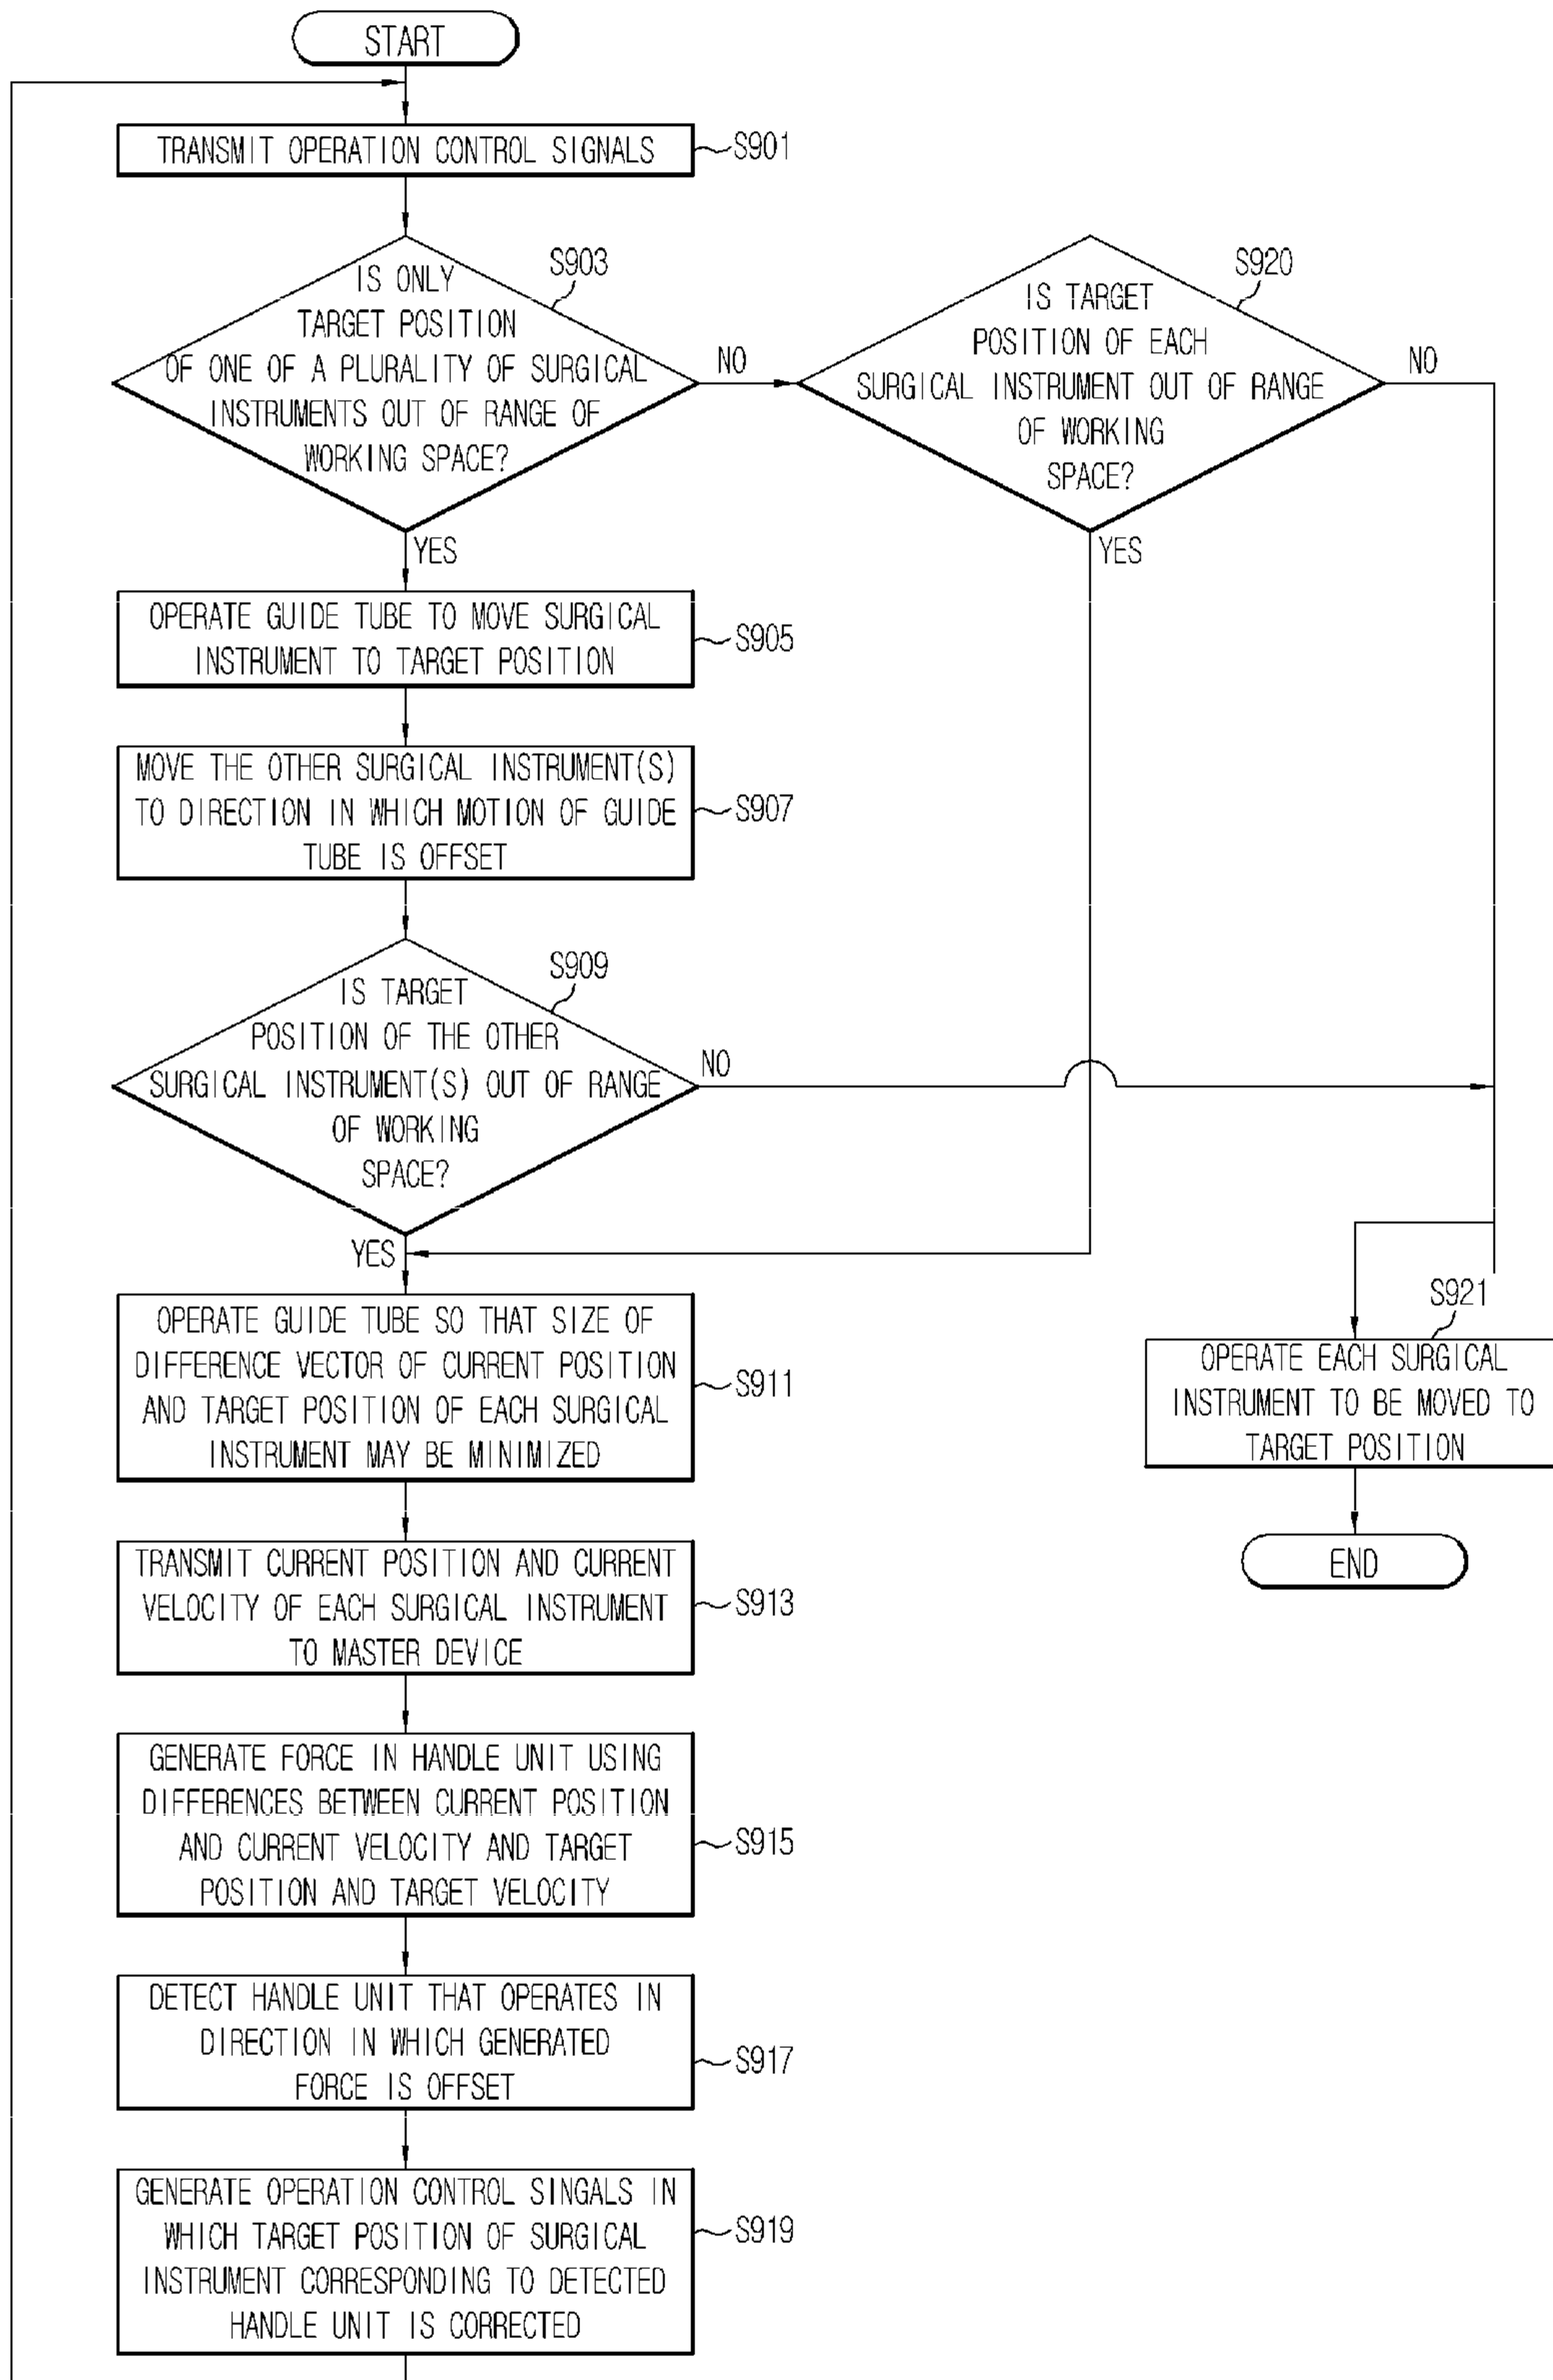 START
TRANSMIT OPERATION CONTROL SIGNALS
S901
IS ONLY
TARGET POSITION
OF ONE OF A PLURALITY OF SURGICAL
INSTRUMENTS OUT OF RANGE OF
WORKING SPACE?
S903
NO
YES
IS TARGET
POSITION OF EACH
SURGICAL INSTRUMENT OUT OF RANGE
OF WORKING
SPACE?
S920
NO
YES
OPERATE GUIDE TUBE TO MOVE SURGICAL
INSTRUMENT TO TARGET POSITION
S905
MOVE THE OTHER SURGICAL INSTRUMENT(S)
TO DIRECTION IN WHICH MOTION OF GUIDE
TUBE IS OFFSET
S907
IS TARGET
POSITION OF THE OTHER
SURGICAL INSTRUMENT(S) OUT OF RANGE
OF WORKING
SPACE?
S909
NO
YES
OPERATE GUIDE TUBE SO THAT SIZE OF
DIFFERENCE VECTOR OF CURRENT POSITION
AND TARGET POSITION OF EACH SURGICAL
INSTRUMENT MAY BE MINIMIZED
S911
S921
OPERATE EACH SURGICAL
INSTRUMENT TO BE MOVED TO
TARGET POSITION
END
TRANSMIT CURRENT POSITION AND CURRENT
VELOCITY OF EACH SURGICAL INSTRUMENT
TO MASTER DEVICE
S913
GENERATE FORCE IN HANDLE UNIT USING
DIFFERENCES BETWEEN CURRENT POSITION
AND CURRENT VELOCITY AND TARGET
POSITION AND TARGET VELOCITY
S915
DETECT HANDLE UNIT THAT OPERATES IN
DIRECTION IN WHICH GENERATED
FORCE IS OFFSET
S917
GENERATE OPERATION CONTROL SINGALS IN
WHICH TARGET POSITION OF SURGICAL
INSTRUMENT CORRESPONDING TO DETECTED
HANDLE UNIT IS CORRECTED
S919